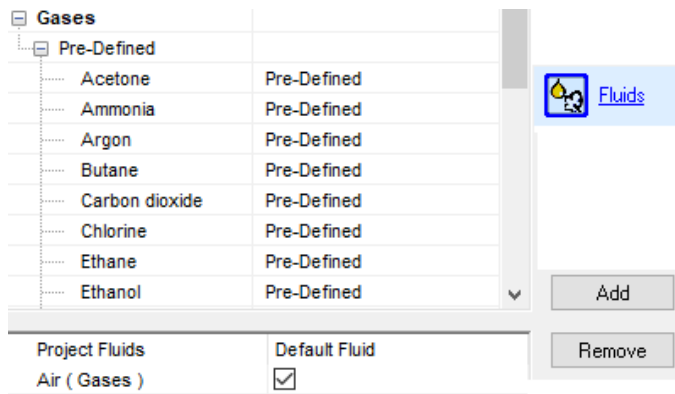 Gases
Pre-Defined
Acetone Pre-Defined
Ammonia Pre-Defined
Argon Pre-Defined
Butane Pre-Defined
Carbon dioxide Pre-Defined
Chlorine Pre-Defined
Ethane Pre-Defined
Ethanol Pre-Defined
Project Fluids Default Fluid
Air ( Gases )
Fluids
Add
Remove